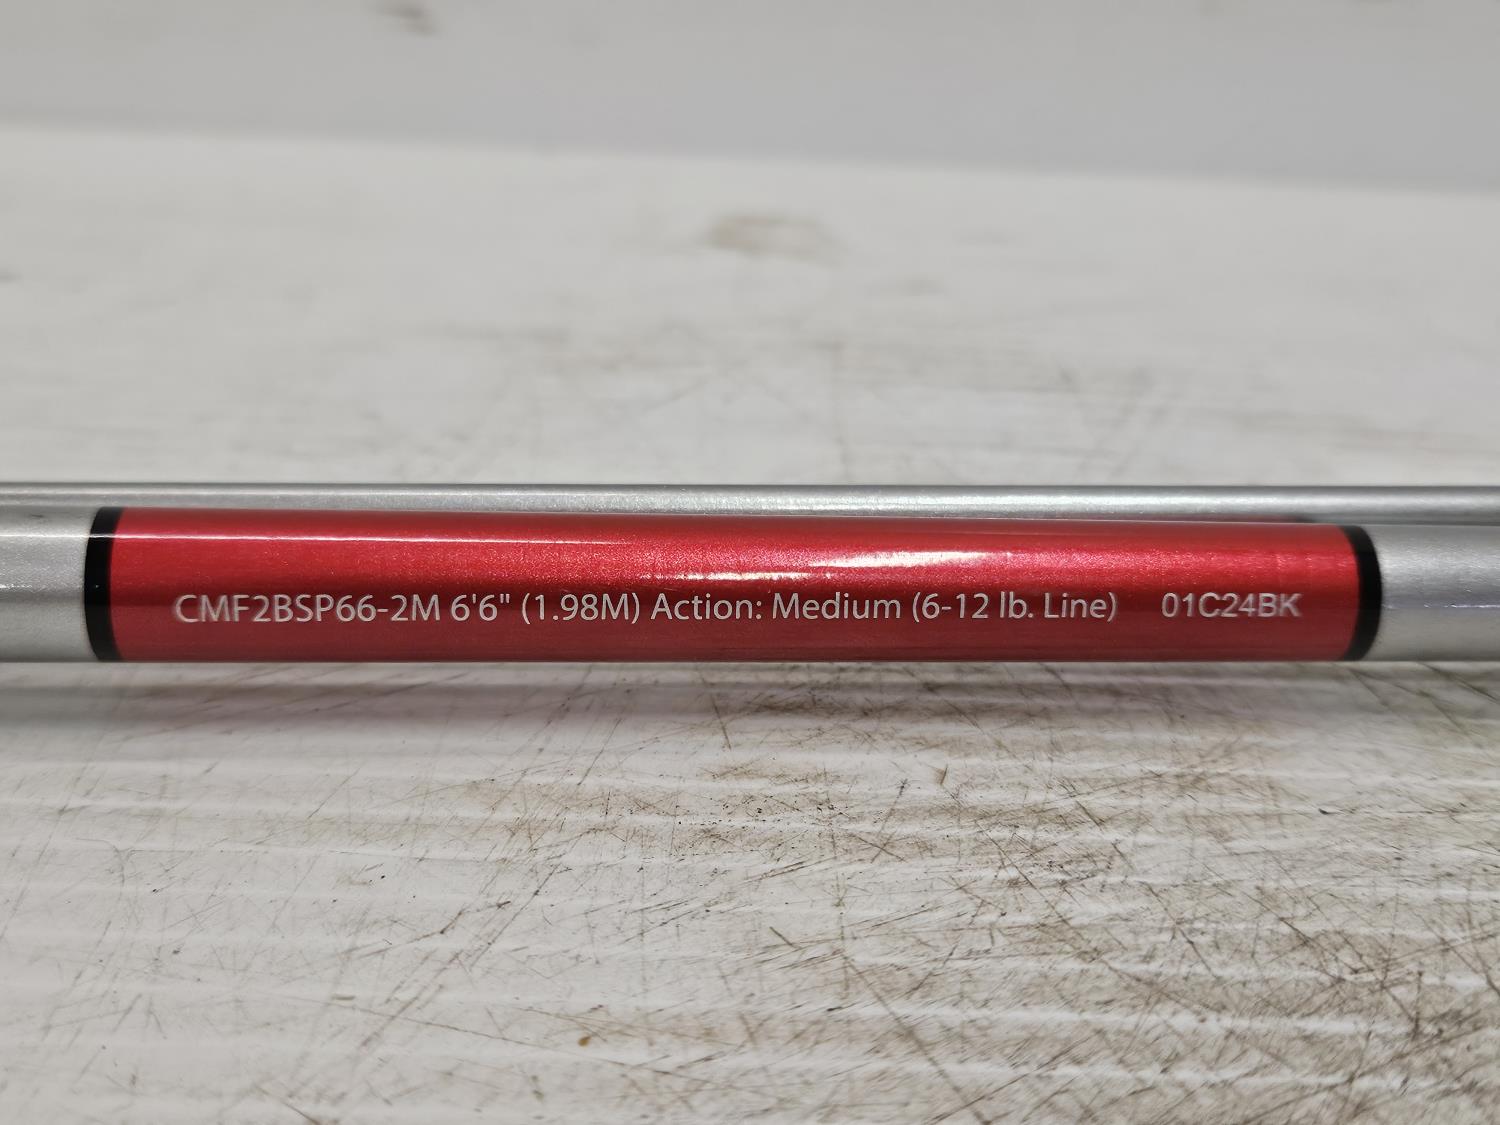 CMF2BSP66-2M 6'6" (1.98M) Action: Medium (6-12 lb. Line) 01C24BK